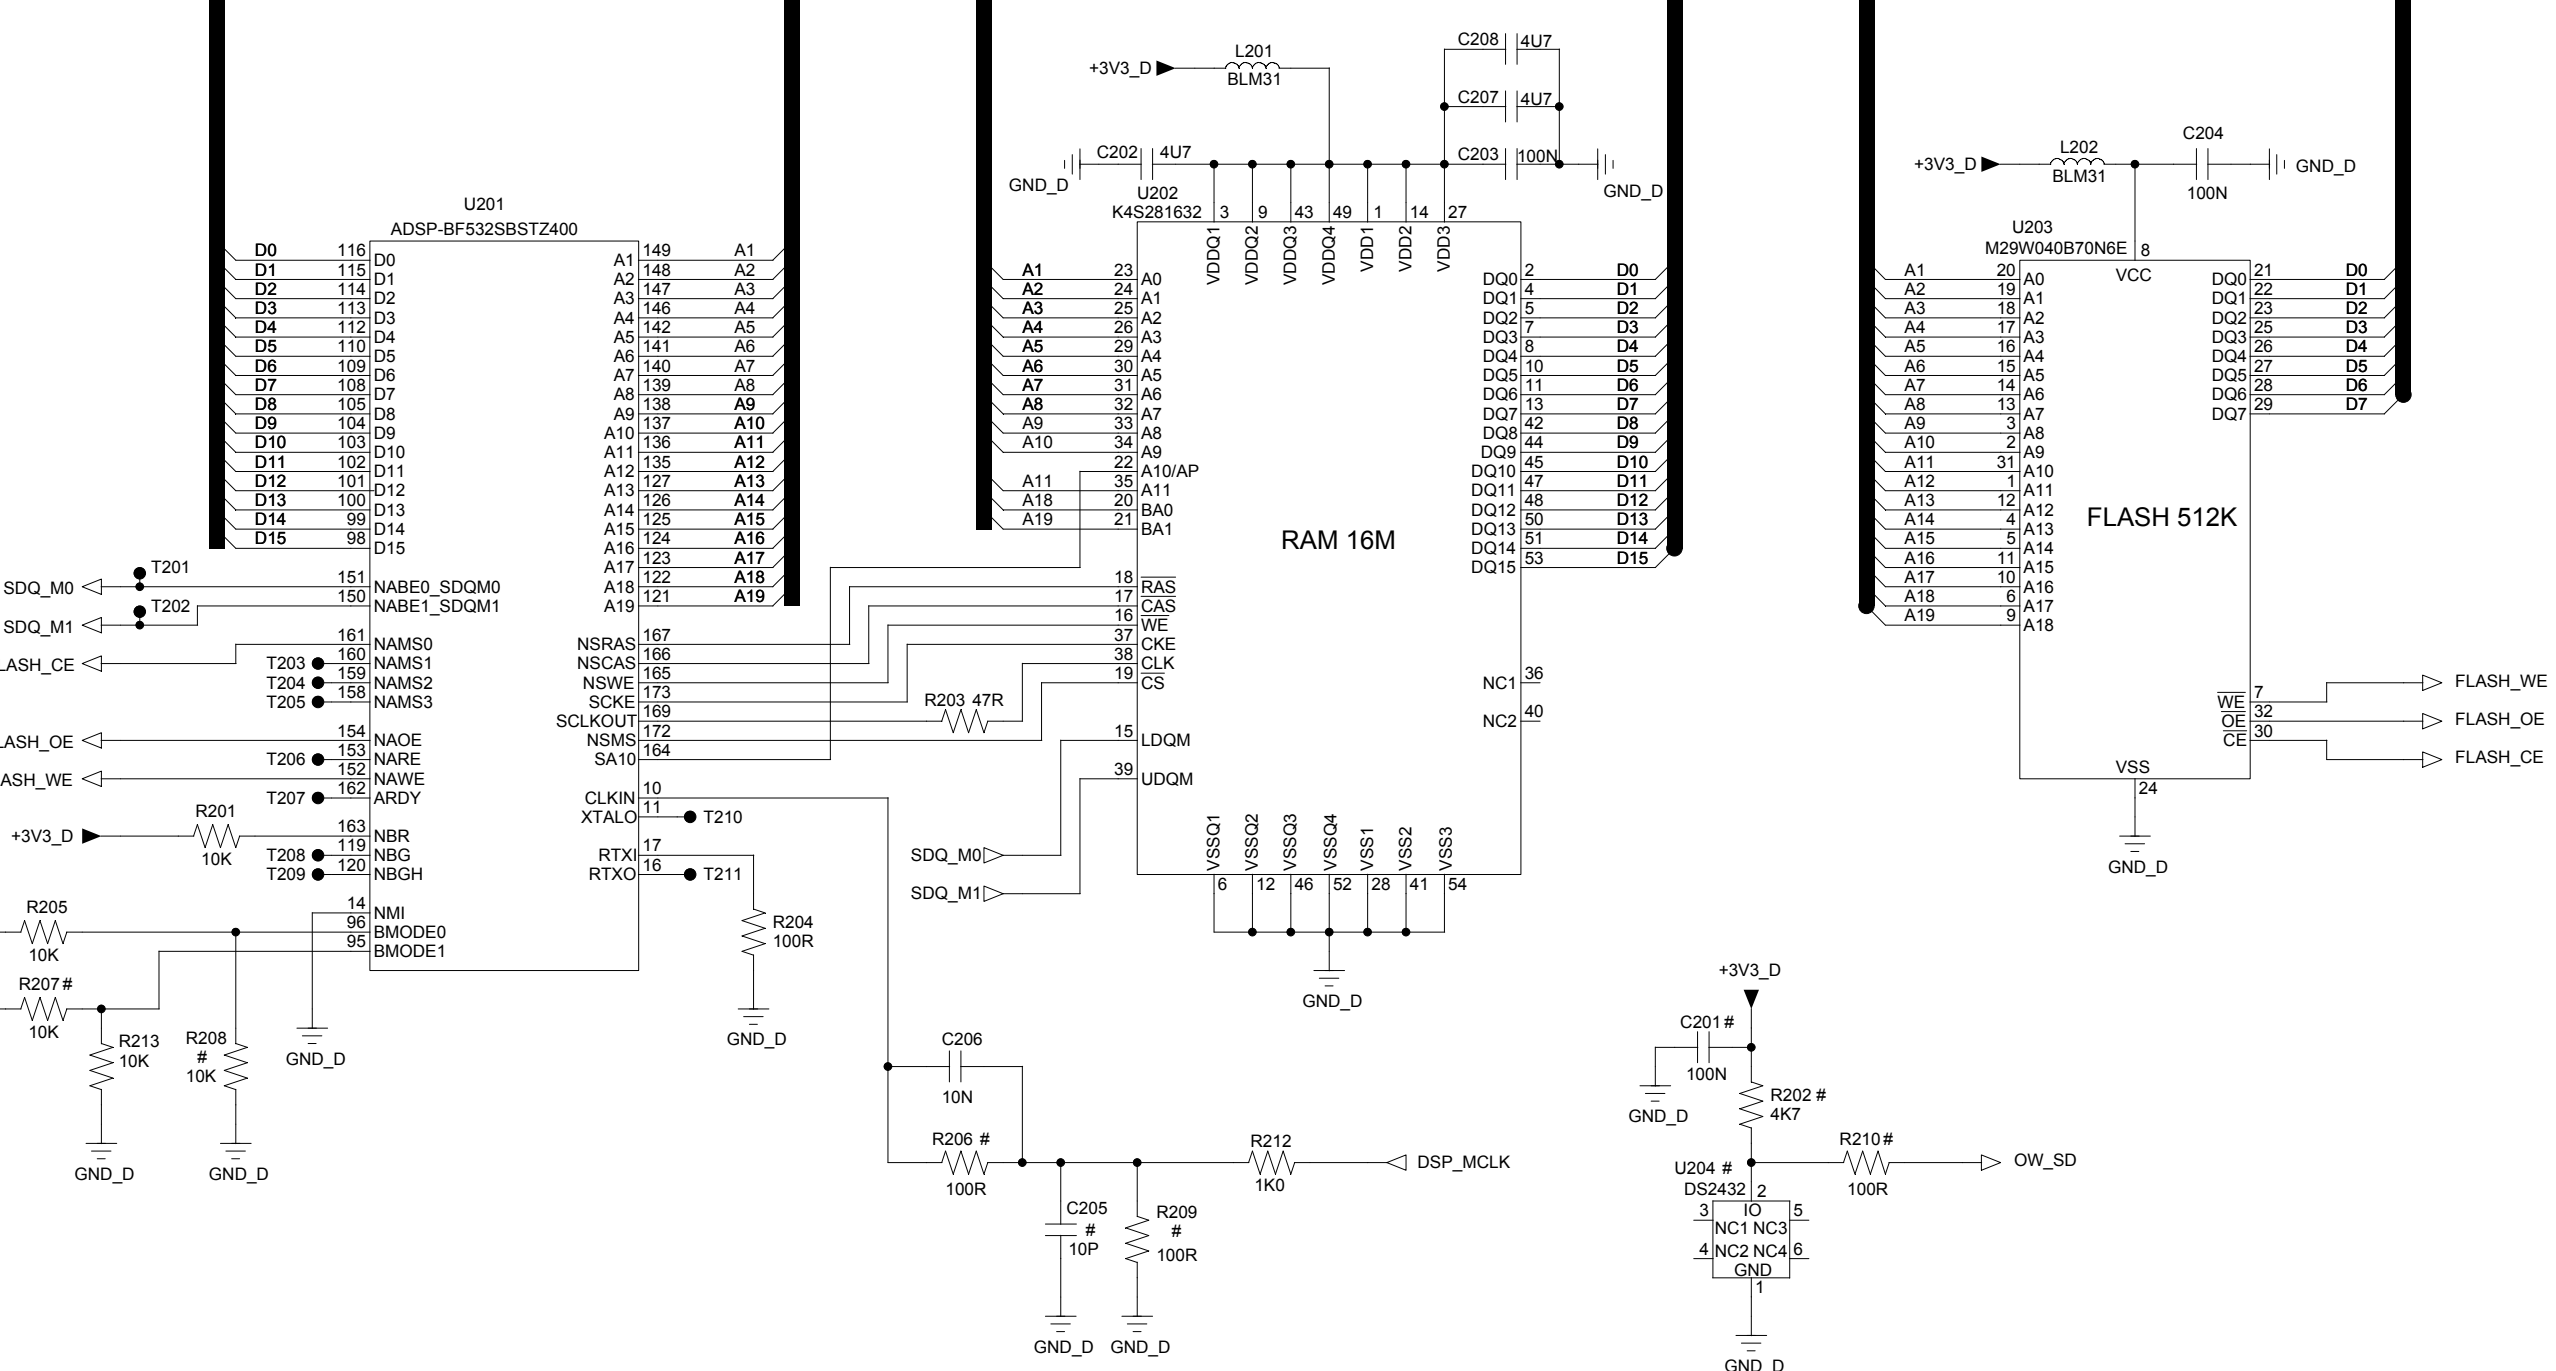 U201
ADSP-BF532SBSTZ400
D0 116 D0
D1 115 D1
D2 114 D2
D3 113 D3
D4 112 D4
D5 110 D5
D6 109 D6
D7 108 D7
D8 105 D8
D9 104 D9
D10 103 D10
D11 102 D11
D12 101 D12
D13 100 D13
D14 99 D14
D15 98 D15
T201
SDQ_M0 151 NABE0_SDQM0
T202
SDQ_M1 150 NABE1_SDQM1
LASH_CE 161 NAMS0
T203 160 NAMS1
T204 159 NAMS2
T205 158 NAMS3
LASH_OE 154 NAOE
T206 153 NARE
ASH_WE 152 NAWE
T207 162 ARDY
+3V3_D R201 10K 163 NBR
T208 119 NBG
T209 120 NBGH
14 NMI
R205 10K 96 BMODE0
95 BMODE1
R207 # 10K
R213 10K
R208 # 10K
GND_D
GND_D
GND_D
A1 149 A1
A2 148 A2
A3 147 A3
A4 146 A4
A5 142 A5
A6 141 A6
A7 140 A7
A8 139 A8
A9 138 A9
A10 137 A10
A11 136 A11
A12 135 A12
A13 127 A13
A14 126 A14
A15 125 A15
A16 124 A16
A17 123 A17
A18 122 A18
A19 121 A19
NSRAS 167
NSCAS 166
NSWE 165
SCKE 173
SCLKOUT 169
NSMS 172
SA10 164
CLKIN 10
XTALO 11 T210
RTXI 17
RTXO 16 T211
R204 100R
GND_D
R203 47R
C206
10N
R206 #
100R
C205
#
10P
R209
#
100R
R212
1K0
DSP_MCLK
GND_D GND_D
+3V3_D
L201
BLM31
C208 4U7
C207 4U7
C203 100N
GND_D
C202 4U7
GND_D
U202
K4S281632
3 9 43 49 1 14 27
VDDQ1 VDDQ2 VDDQ3 VDDQ4 VDD1 VDD2 VDD3
A1 23 A0
A2 24 A1
A3 25 A2
A4 26 A3
A5 29 A4
A6 30 A5
A7 31 A6
A8 32 A7
A9 33 A8
A10 34 A9
22 A10/AP
A11 35 A11
A18 20 BA0
A19 21 BA1
18 RAS
17 CAS
16 WE
37 CKE
38 CLK
19 CS
15 LDQM
39 UDQM
SDQ_M0
SDQ_M1
RAM 16M
DQ0 2 D0
DQ1 4 D1
DQ2 5 D2
DQ3 7 D3
DQ4 8 D4
DQ5 10 D5
DQ6 11 D6
DQ7 13 D7
DQ8 42 D8
DQ9 44 D9
DQ10 45 D10
DQ11 47 D11
DQ12 48 D12
DQ13 50 D13
DQ14 51 D14
DQ15 53 D15
NC1 36
NC2 40
VSSQ1 VSSQ2 VSSQ3 VSSQ4 VSS1 VSS2 VSS3
6 12 46 52 28 41 54
GND_D
+3V3_D
L202
BLM31
C204
100N
GND_D
U203
M29W040B70N6E
8
VCC
A1 20 A0
A2 19 A1
A3 18 A2
A4 17 A3
A5 16 A4
A6 15 A5
A7 14 A6
A8 13 A7
A9 3 A8
A10 2 A9
A11 31 A10
A12 1 A11
A13 12 A12
A14 4 A13
A15 5 A14
A16 11 A15
A17 10 A16
A18 6 A17
A19 9 A18
FLASH 512K
DQ0 21 D0
DQ1 22 D1
DQ2 23 D2
DQ3 25 D3
DQ4 26 D4
DQ5 27 D5
DQ6 28 D6
DQ7 29 D7
WE 7 FLASH_WE
OE 32 FLASH_OE
CE 30 FLASH_CE
VSS
24
GND_D
+3V3_D
C201 #
100N
GND_D
R202 #
4K7
R210 #
100R
OW_SD
U204 #
DS2432 2
3 IO 5
NC1 NC3
4 NC2 NC4 6
GND
1
GND_D